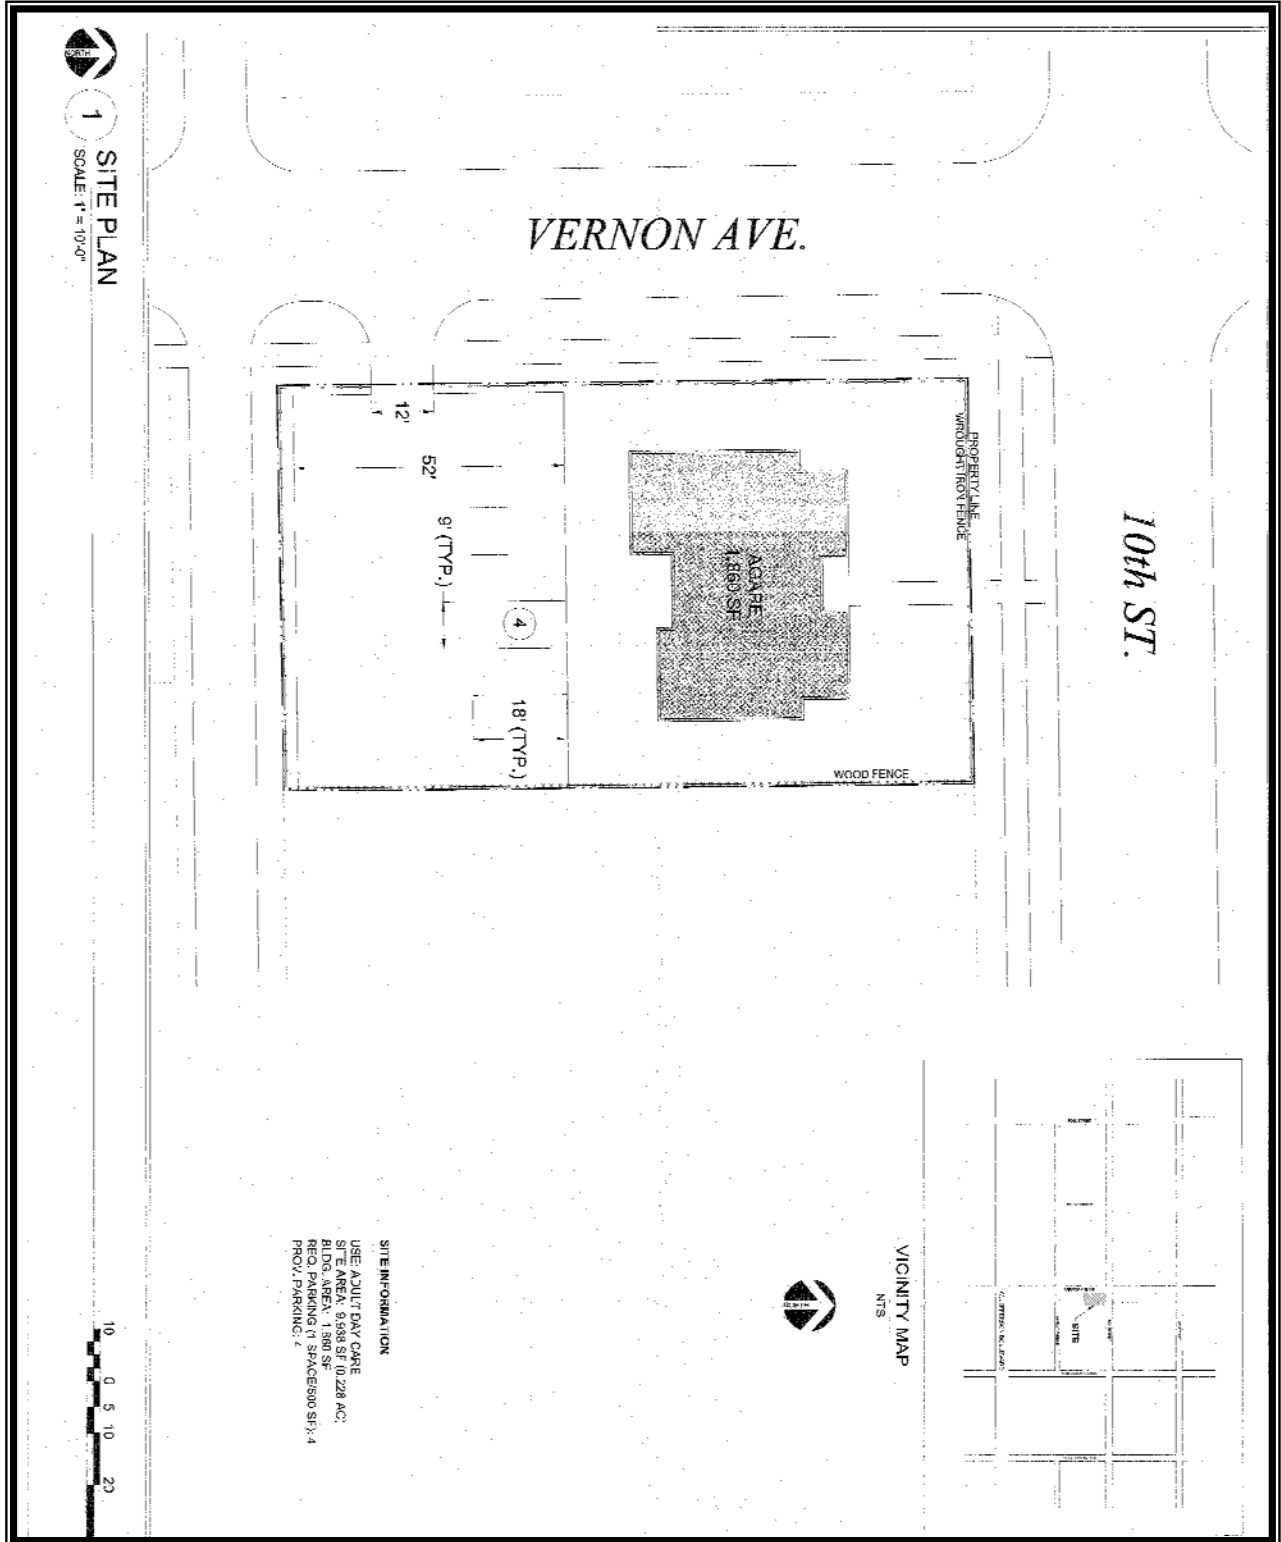 VERNON AVE.
10th ST.
PROPERTY LINE
WROUGHT IRON FENCE
12'
52'
9' (TYP.)
4
18' (TYP.)
AGAPE
1,860 SF
WOOD FENCE
NORTH
1
SITE PLAN
SCALE: 1" = 10'-0"
SITE
VICINITY MAP
NTS
NORTH
SITE INFORMATION
USE: ADULT DAY CARE
SITE AREA: 9,938 SF (0.228 AC)
BLDG. AREA: 1,860 SF
REQ. PARKING (1 SPACE/500 SF): 4
PROV. PARKING: 4
10 0 5 10 20